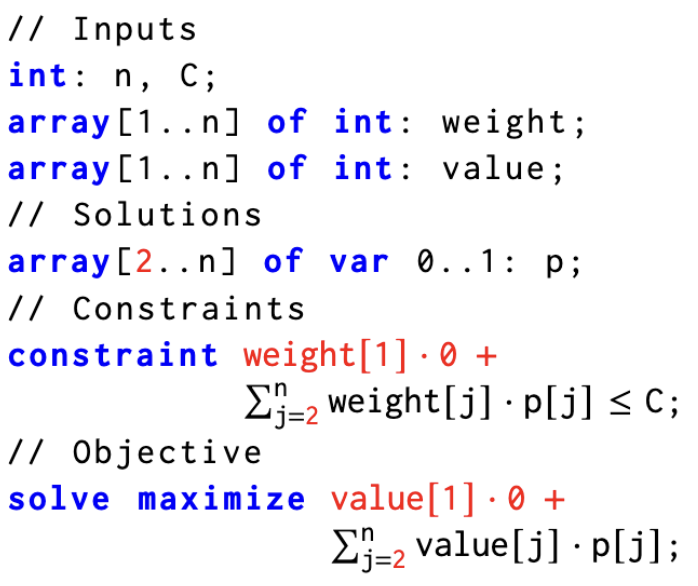 // Inputs
int: n, C;
array[1..n] of int: weight;
array[1..n] of int: value;
// Solutions
array[2..n] of var 0..1: p;
// Constraints
constraint weight[1]·0 +
∑ⁿⱼ₌₂ weight[j]·p[j] ≤ C;
// Objective
solve maximize value[1]·0 +
∑ⁿⱼ₌₂ value[j]·p[j];